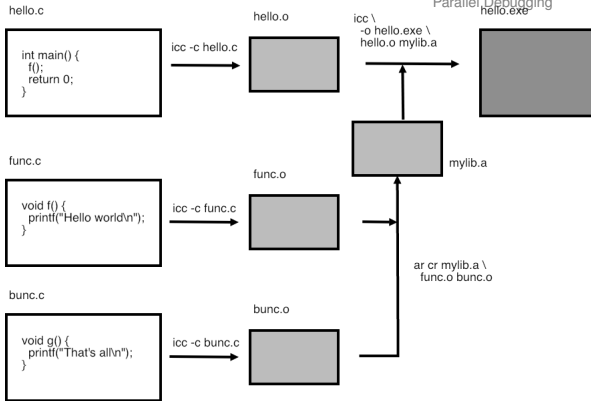 Parallel Debugging
hello.c
hello.o
icc \
-o hello.exe \
hello.o mylib.a
hello.exe
int main() {
f();
return 0;
}
icc -c hello.c
mylib.a
func.c
func.o
void f() {
printf("Hello world\n");
}
icc -c func.c
ar cr mylib.a \
func.o bunc.o
bunc.c
bunc.o
void g() {
printf("That's all\n");
}
icc -c bunc.c